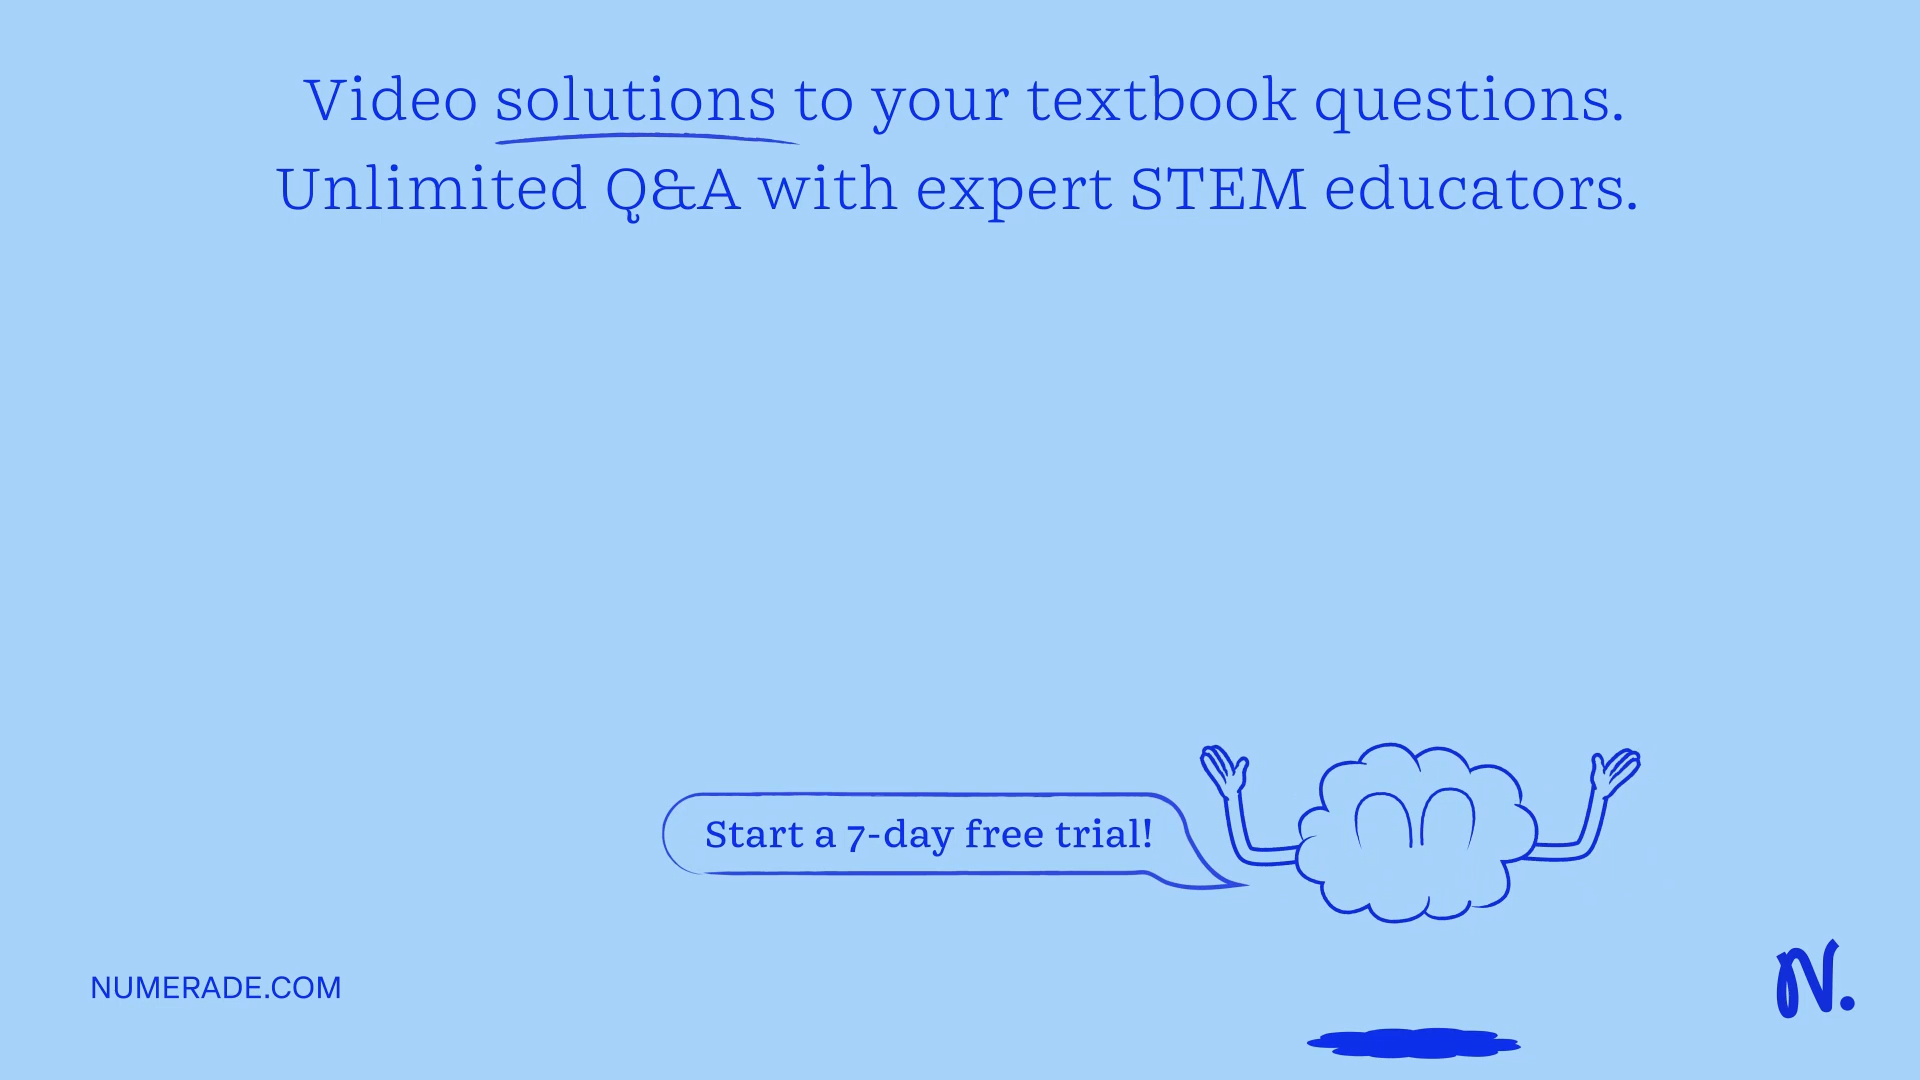 Video solutions to your textbook questions.
Unlimited Q&A with expert STEM educators.
Start a 7-day free trial!
NUMERADE.COM
N.